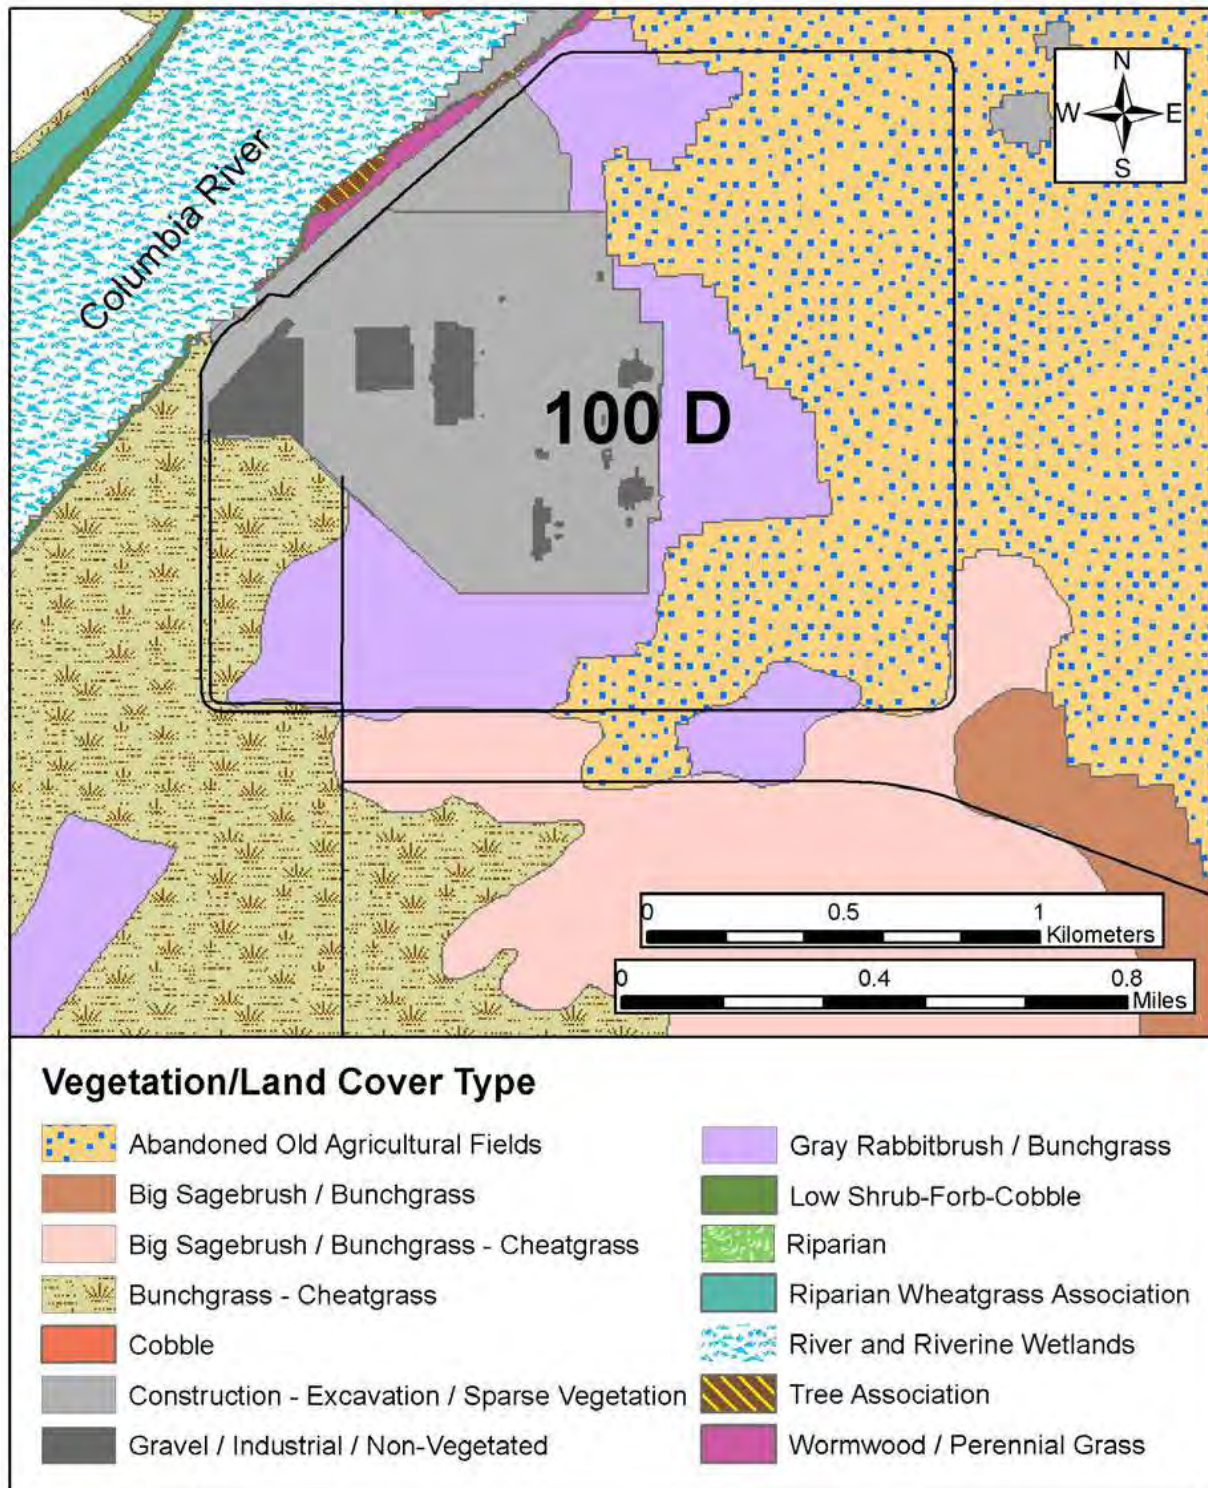 N
W E
S
Columbia River
100 D
0 0.5 1
Kilometers
0 0.4 0.8
Miles
Vegetation/Land Cover Type
Abandoned Old Agricultural Fields
Big Sagebrush / Bunchgrass
Big Sagebrush / Bunchgrass - Cheatgrass
Bunchgrass - Cheatgrass
Cobble
Construction - Excavation / Sparse Vegetation
Gravel / Industrial / Non-Vegetated
Gray Rabbitbrush / Bunchgrass
Low Shrub-Forb-Cobble
Riparian
Riparian Wheatgrass Association
River and Riverine Wetlands
Tree Association
Wormwood / Perennial Grass